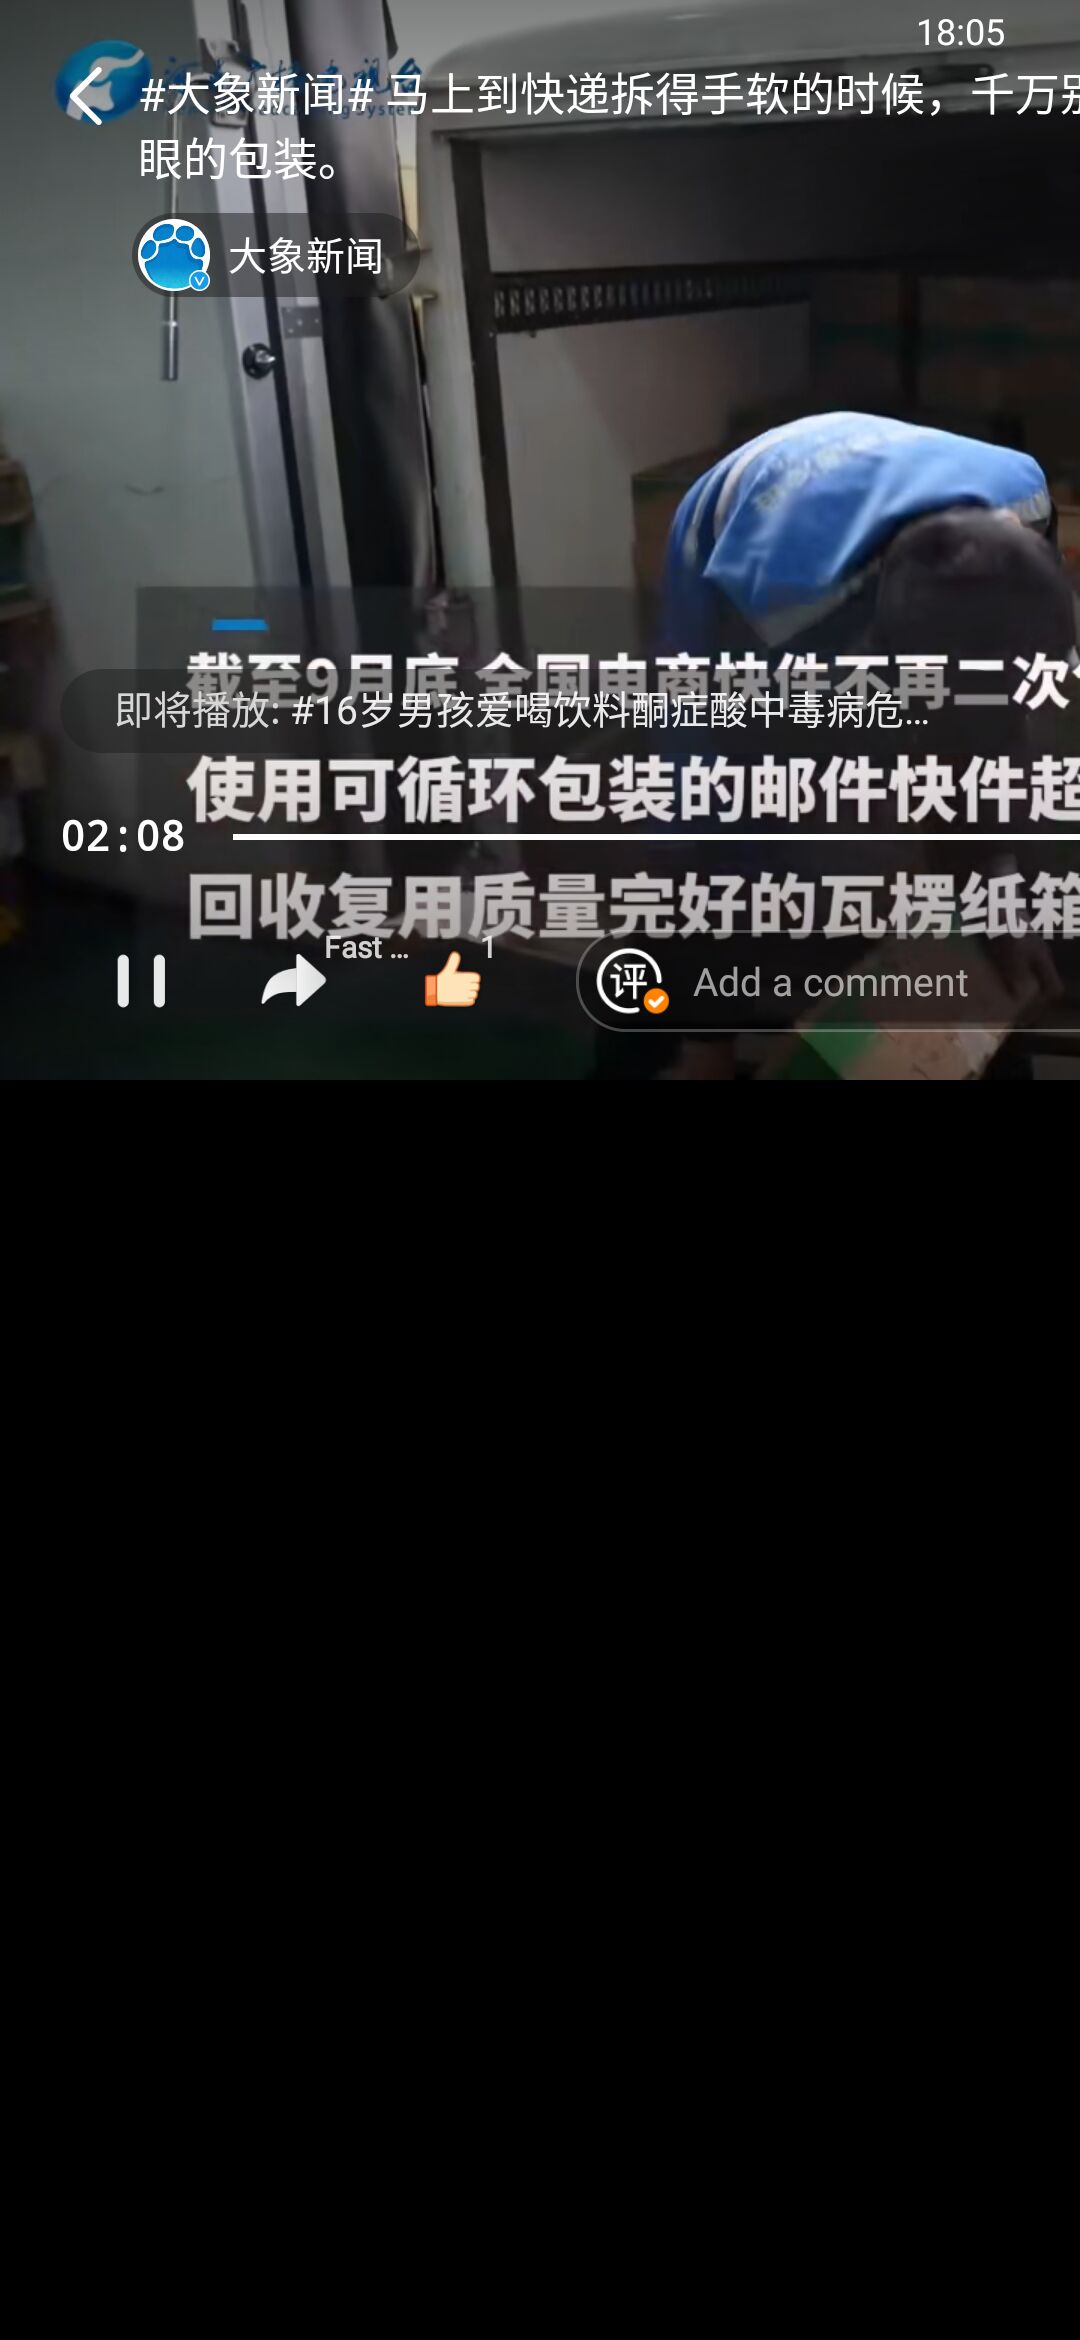 18:05
#大象新闻# 马上到快递拆得手软的时候，千万别
眼的包装。
大象新闻
截至9月底 全国电商快件不再二次
即将播放: #16岁男孩爱喝饮料酮症酸中毒病危...
使用可循环包装的邮件快件超
02:08
回收复用质量完好的瓦楞纸箱
Fast ...
1
评
Add a comment